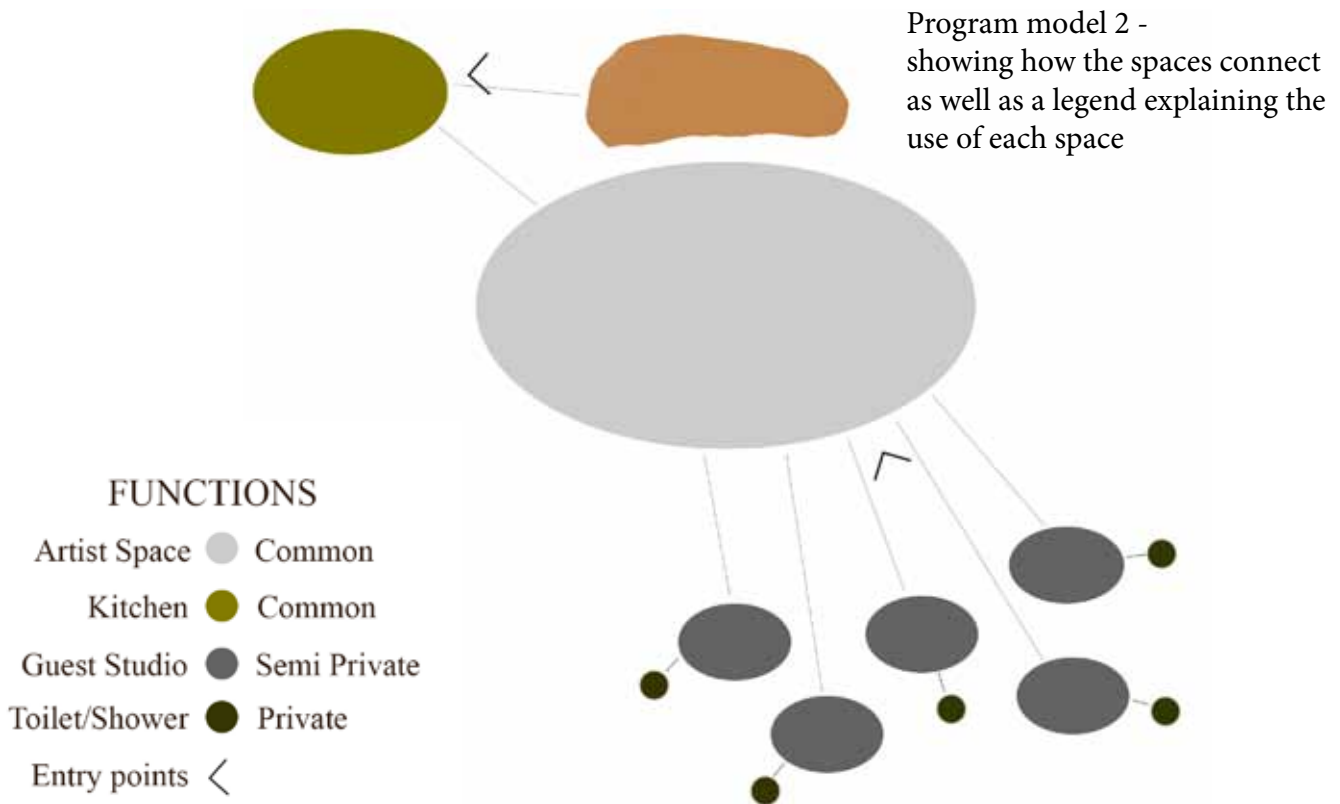 Program model 2 -
showing how the spaces connect
as well as a legend explaining the
use of each space
FUNCTIONS
Artist Space Common
Kitchen Common
Guest Studio Semi Private
Toilet/Shower Private
Entry points